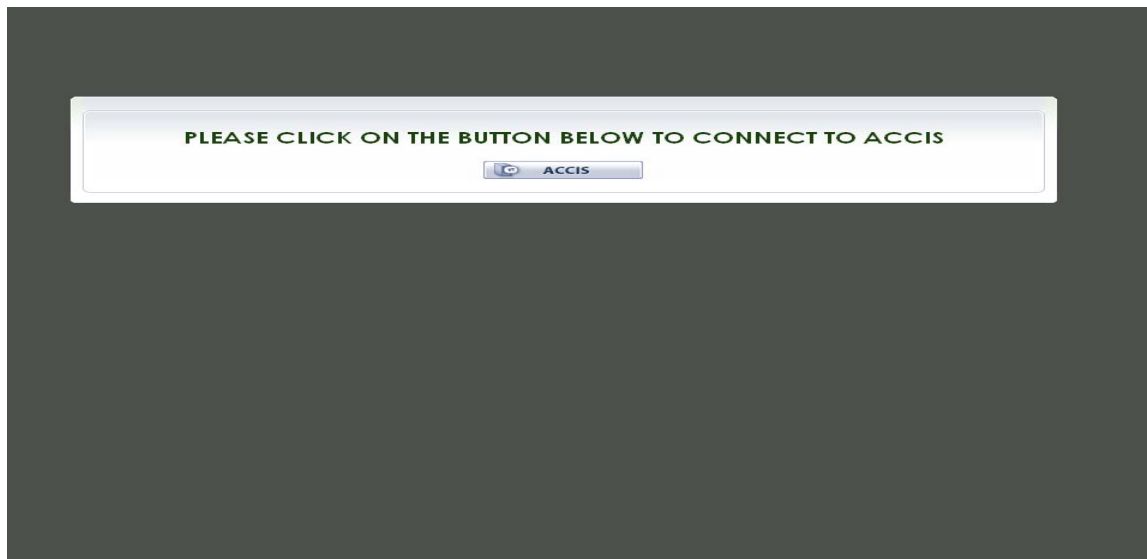 PLEASE CLICK ON THE BUTTON BELOW TO CONNECT TO ACCIS
ACCIS